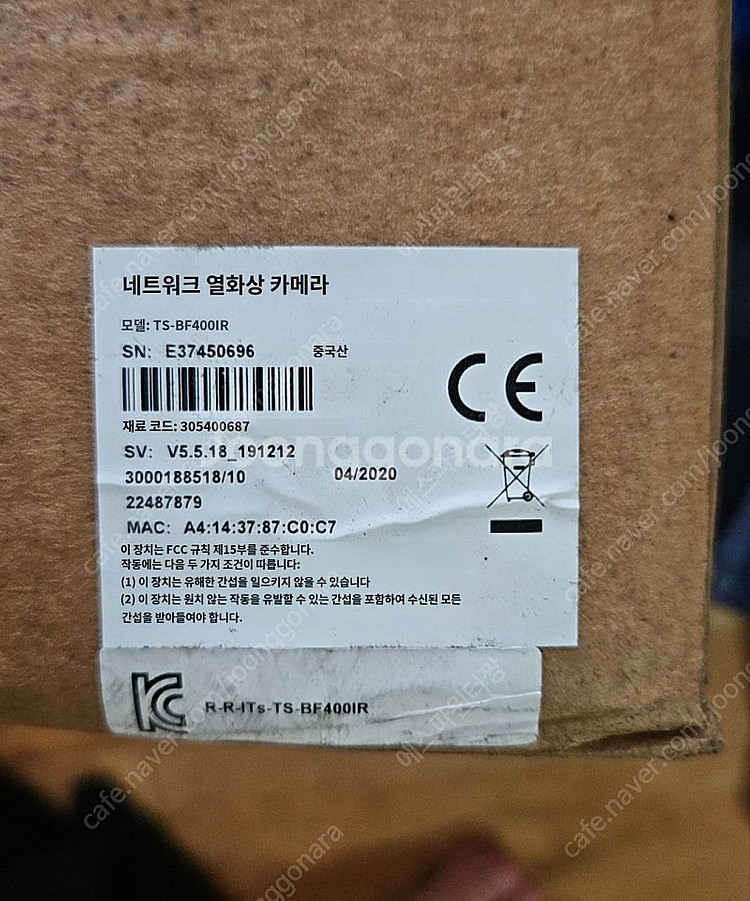 네트워크 열화상 카메라
모델: TS-BF400IR
SN: E37450696 중국산
CE
재료 코드: 305400687
SV: V5.5.18_191212
3000188518/10 04/2020
22487879
MAC: A4:14:37:87:C0:C7
이 장치는 FCC 규칙 제15부를 준수합니다.
작동에는 다음 두 가지 조건이 따릅니다:
(1) 이 장치는 유해한 간섭을 일으키지 않을 수 있습니다
(2) 이 장치는 원치 않는 작동을 유발할 수 있는 간섭을 포함하여 수신된 모든
간섭을 받아들여야 합니다.
R-R-ITs-TS-BF400IR
joonggonara
cafe.naver.com/joonggonara